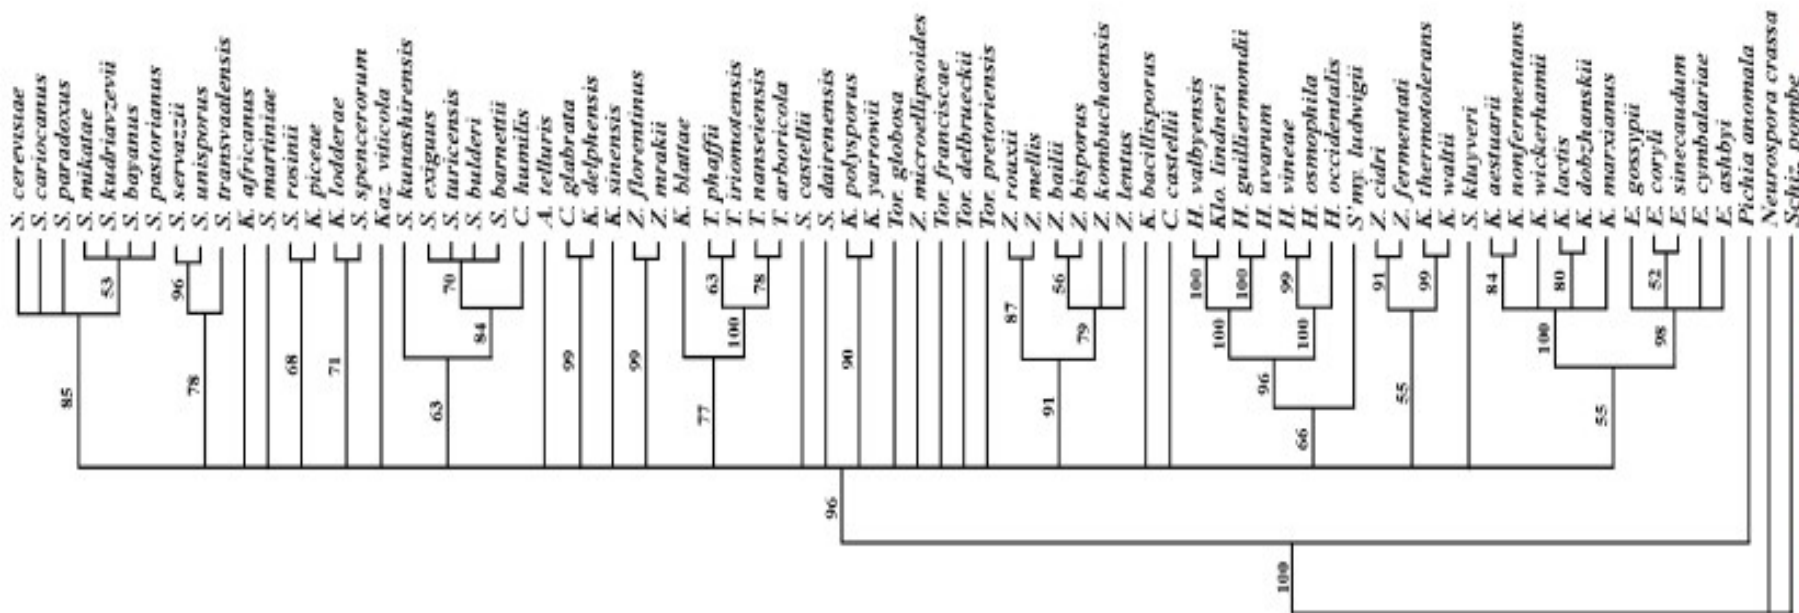 S. cerevisiae
S. cariocanus
S. paradoxus
S. mikatae
S. kudriavzevii
S. bayanus
S. pastorianus
S. servazzii
S. unisporus
S. transvaalensis
K. africanus
S. martiniae
S. rosinii
K. piceae
K. lodderae
S. spencerorum
Kaz. viticola
S. kunashirensis
S. exiguus
S. turicensis
S. bulderi
S. barnettii
C. humilis
A. telluris
C. glabrata
K. delphensis
K. sinensis
Z. florentinus
Z. mrakii
K. blattae
T. phaffii
T. iriomotensis
T. nanseiensis
T. arboricola
S. castellii
S. dairenensis
K. polysporus
K. yarrowii
Tor. globosa
Z. microellipsoides
Tor. franciscae
Tor. delbrueckii
Tor. pretoriensis
Z. rouxii
Z. mellis
Z. bailii
Z. bisporus
Z. kombuchaensis
Z. lentus
K. bacillisporus
C. castellii
H. valbyensis
Klo. lindneri
H. guilliermondii
H. uvarum
H. vineae
H. osmophila
H. occidentalis
S'my. ludwigii
Z. cidri
Z. fermentati
K. thermotolerans
K. waltii
S. kluyveri
K. aestuarii
K. nonfermentans
K. wickerhamii
K. lactis
K. dobzhanskii
K. marxianus
E. gossypii
E. coryli
E. sinecaudum
E. cymbalariae
E. ashbyi
Pichia anomala
Neurospora crassa
Schiz. pombe
53
96
70
63
78
56
100
100
99
91
99
84
80
52
85
78
68
71
84
63
99
99
100
77
90
87
79
91
100
100
96
66
55
100
98
55
96
100